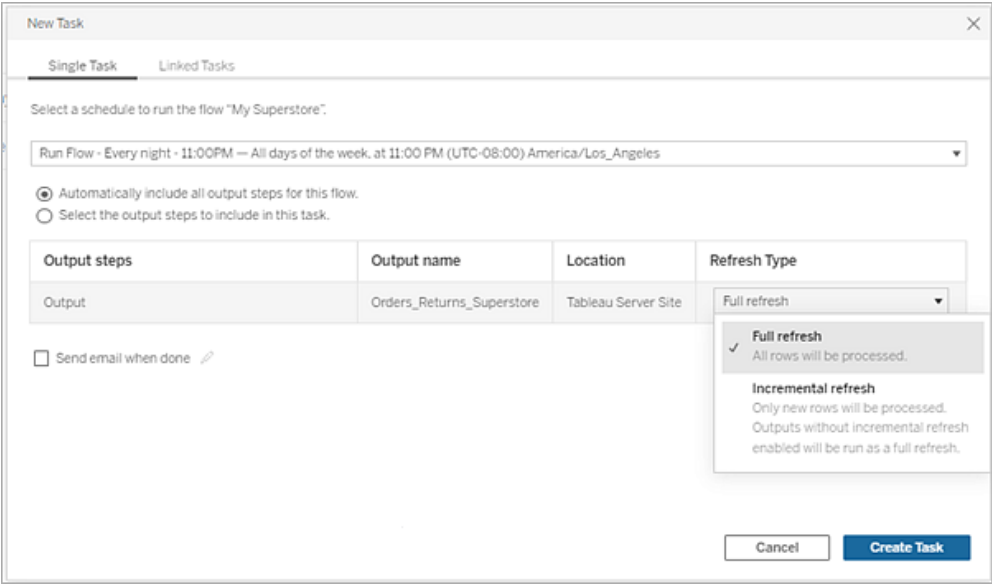 New Task
Single Task Linked Tasks
Select a schedule to run the flow "My Superstore".
Run Flow - Every night - 11:00PM — All days of the week, at 11:00 PM (UTC-08:00) America/Los_Angeles
Automatically include all output steps for this flow.
Select the output steps to include in this task.
Output steps Output name Location Refresh Type
Output Orders_Returns_Superstore Tableau Server Site Full refresh
Full refresh
All rows will be processed.
Send email when done
Incremental refresh
Only new rows will be processed.
Outputs without incremental refresh
enabled will be run as a full refresh.
Cancel Create Task